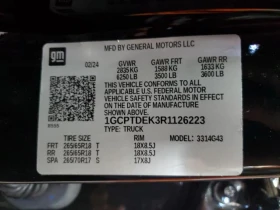 gm
MFD BY GENERAL MOTORS LLC
02/24 GVWR GAWR FRT GAWR RR
2835 KG 1588 KG 1633 KG
6250 LB 3500 LB 3600 LB
THIS VEHICLE CONFORMS TO ALL
APPLICABLE U.S. FEDERAL MOTOR
VEHICLE SAFETY STANDARDS IN EFFECT
ON THE DATE OF MANUFACTURE
SHOWN ABOVE.
1GCPTDEK3R1126223
TYPE: TRUCK
TIRE SIZE RIM MODEL: 3314G43
FRT 265/65R18 T 18X8.5J
RR 265/65R18 T 18X8.5J
SPA 265/70R17 S 17X8J